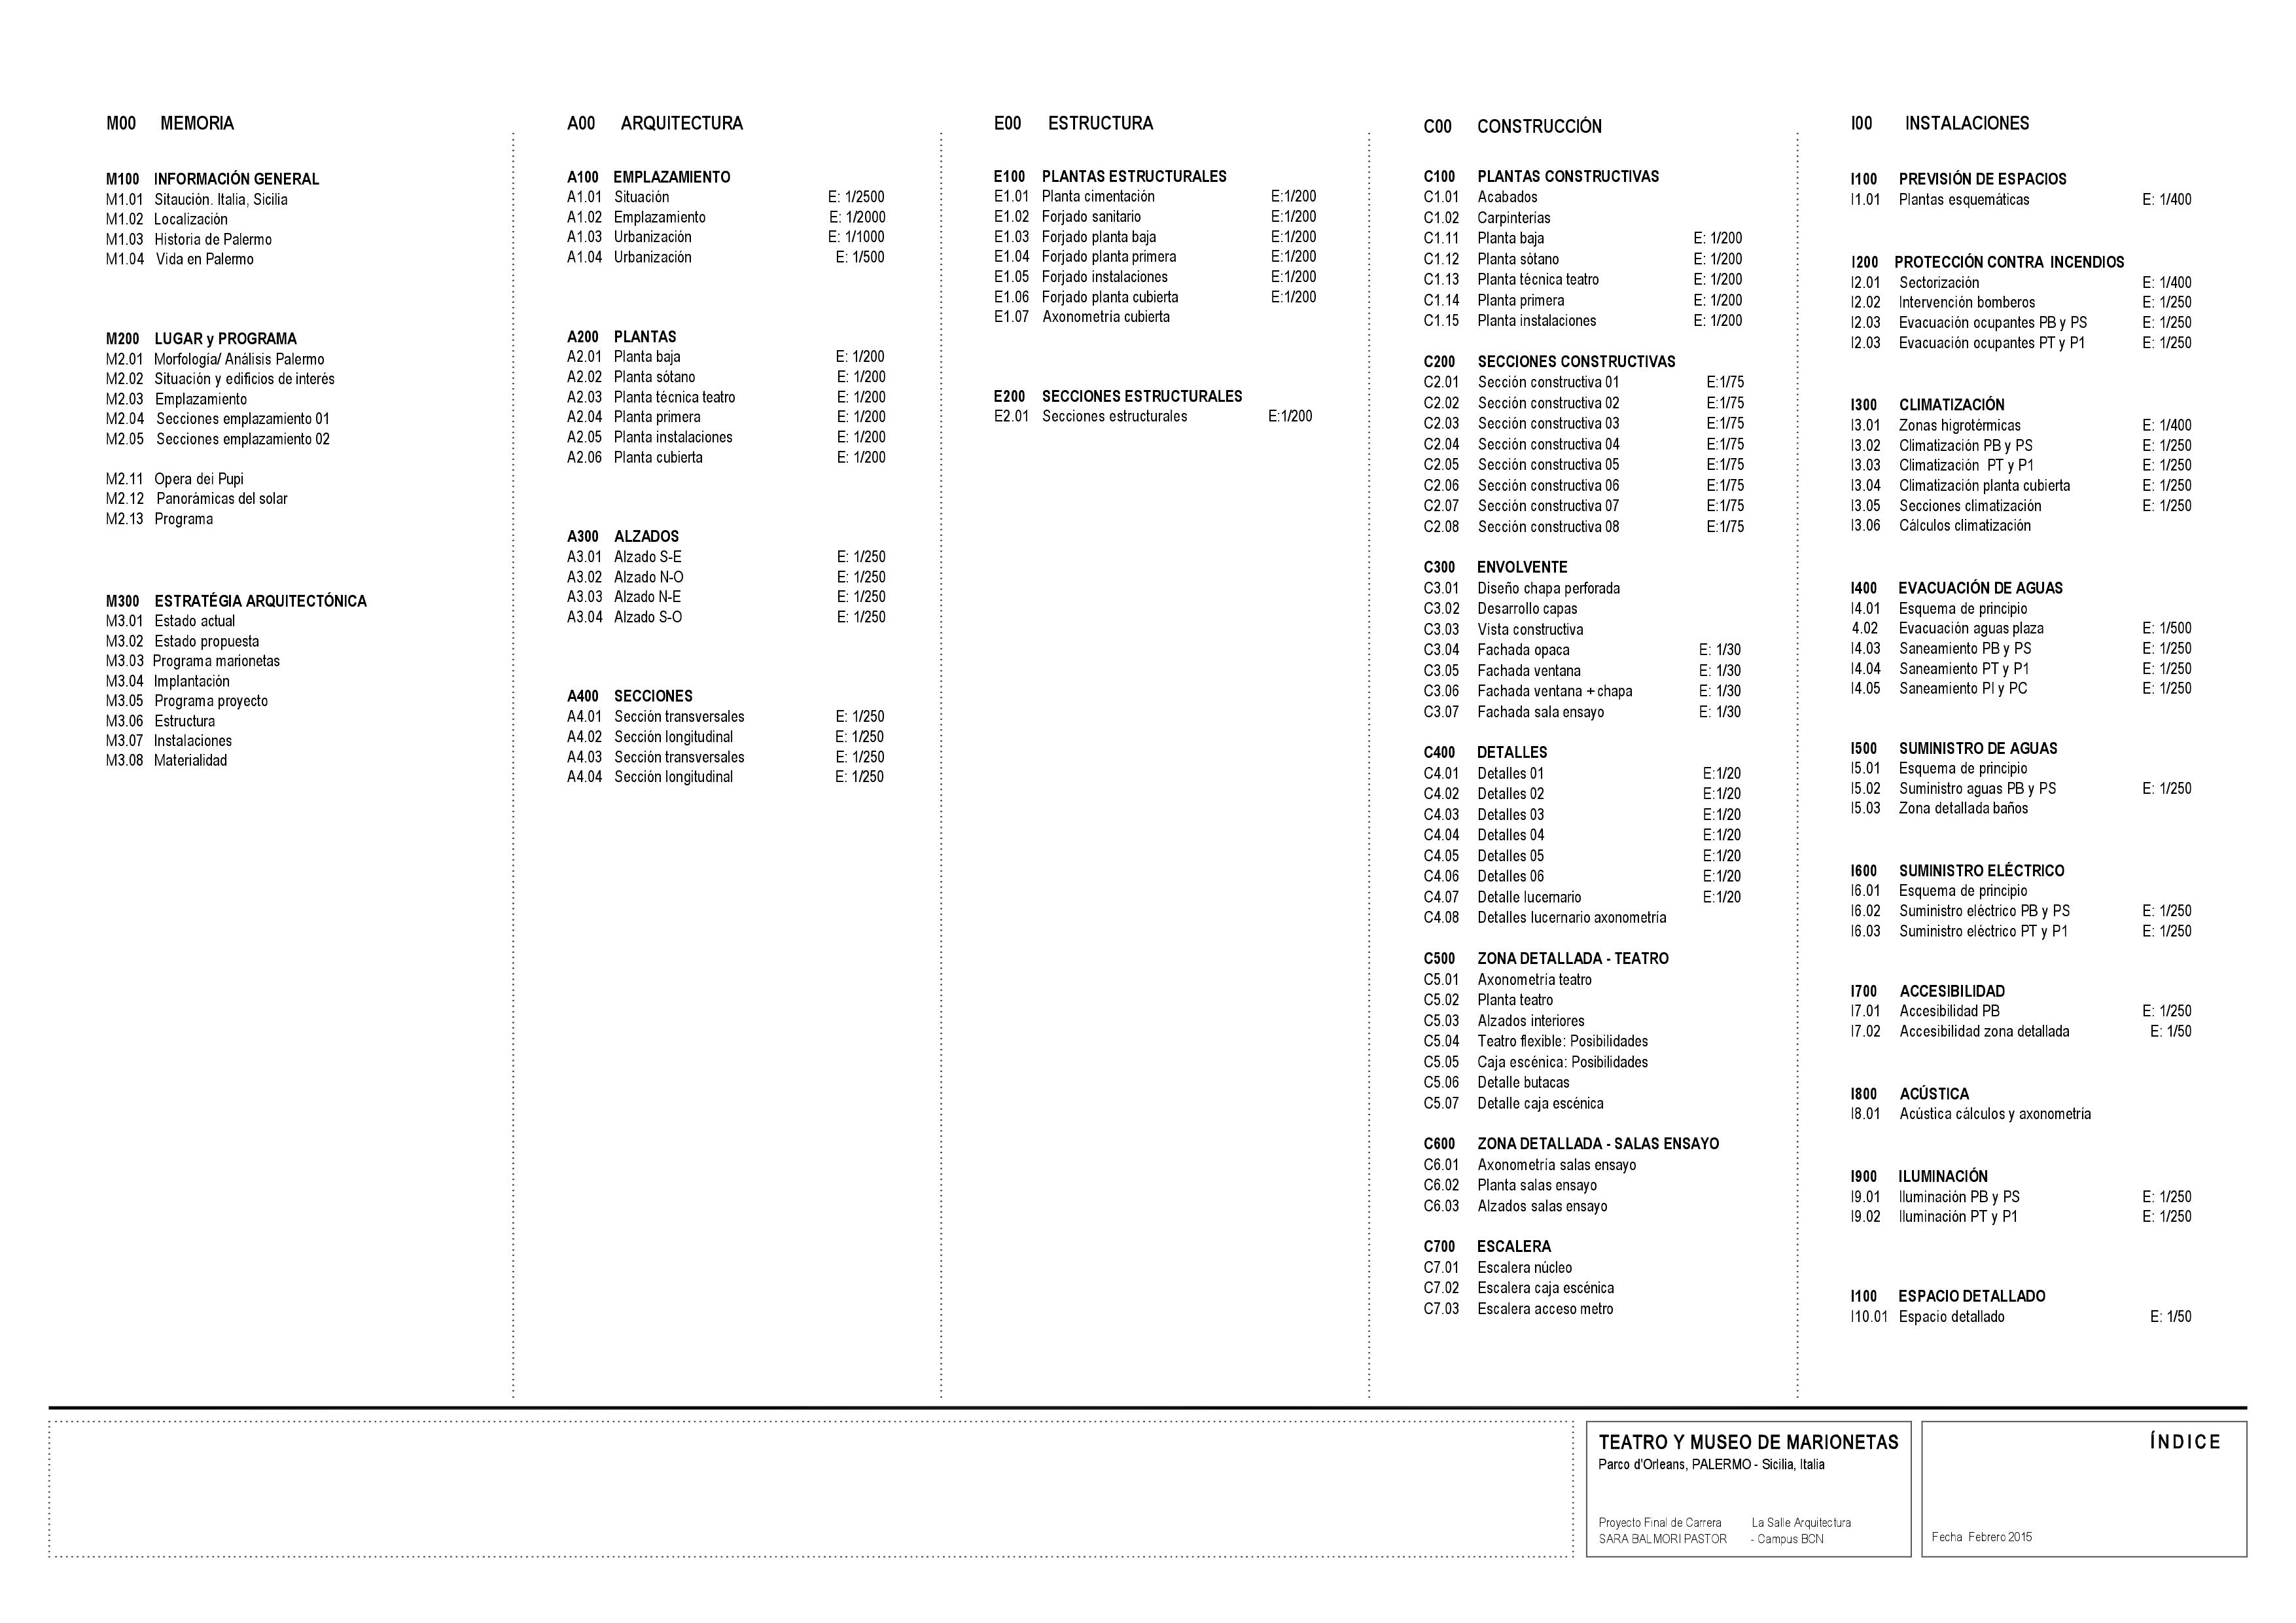 M00 MEMORIA
M100 INFORMACIÓN GENERAL
M1.01 Sitaución. Italia, Sicilia
M1.02 Localización
M1.03 Historia de Palermo
M1.04 Vida en Palermo
M200 LUGAR y PROGRAMA
M2.01 Morfología/ Análisis Palermo
M2.02 Situación y edificios de interés
M2.03 Emplazamiento
M2.04 Secciones emplazamiento 01
M2.05 Secciones emplazamiento 02
M2.11 Opera dei Pupi
M2.12 Panorámicas del solar
M2.13 Programa
M300 ESTRATÉGIA ARQUITECTÓNICA
M3.01 Estado actual
M3.02 Estado propuesta
M3.03 Programa marionetas
M3.04 Implantación
M3.05 Programa proyecto
M3.06 Estructura
M3.07 Instalaciones
M3.08 Materialidad
A00 ARQUITECTURA
A100 EMPLAZAMIENTO
A1.01 Situación E: 1/2500
A1.02 Emplazamiento E: 1/2000
A1.03 Urbanización E: 1/1000
A1.04 Urbanización E: 1/500
A200 PLANTAS
A2.01 Planta baja E: 1/200
A2.02 Planta sótano E: 1/200
A2.03 Planta técnica teatro E: 1/200
A2.04 Planta primera E: 1/200
A2.05 Planta instalaciones E: 1/200
A2.06 Planta cubierta E: 1/200
A300 ALZADOS
A3.01 Alzado S-E E: 1/250
A3.02 Alzado N-O E: 1/250
A3.03 Alzado N-E E: 1/250
A3.04 Alzado S-O E: 1/250
A400 SECCIONES
A4.01 Sección transversales E: 1/250
A4.02 Sección longitudinal E: 1/250
A4.03 Sección transversales E: 1/250
A4.04 Sección longitudinal E: 1/250
E00 ESTRUCTURA
E100 PLANTAS ESTRUCTURALES
E1.01 Planta cimentación E:1/200
E1.02 Forjado sanitario E:1/200
E1.03 Forjado planta baja E:1/200
E1.04 Forjado planta primera E:1/200
E1.05 Forjado instalaciones E:1/200
E1.06 Forjado planta cubierta E:1/200
E1.07 Axonometría cubierta
E200 SECCIONES ESTRUCTURALES
E2.01 Secciones estructurales E:1/200
C00 CONSTRUCCIÓN
C100 PLANTAS CONSTRUCTIVAS
C1.01 Acabados
C1.02 Carpinterias
C1.11 Planta baja E: 1/200
C1.12 Planta sótano E: 1/200
C1.13 Planta técnica teatro E: 1/200
C1.14 Planta primera E: 1/200
C1.15 Planta instalaciones E: 1/200
C200 SECCIONES CONSTRUCTIVAS
C2.01 Sección constructiva 01 E:1/75
C2.02 Sección constructiva 02 E:1/75
C2.03 Sección constructiva 03 E:1/75
C2.04 Sección constructiva 04 E:1/75
C2.05 Sección constructiva 05 E:1/75
C2.06 Sección constructiva 06 E:1/75
C2.07 Sección constructiva 07 E:1/75
C2.08 Sección constructiva 08 E:1/75
C300 ENVOLVENTE
C3.01 Diseño chapa perforada
C3.02 Desarrollo capas
C3.03 Vista constructiva
C3.04 Fachada opaca E: 1/30
C3.05 Fachada ventana E: 1/30
C3.06 Fachada ventana + chapa E: 1/30
C3.07 Fachada sala ensayo E: 1/30
C400 DETALLES
C4.01 Detalles 01 E:1/20
C4.02 Detalles 02 E:1/20
C4.03 Detalles 03 E:1/20
C4.04 Detalles 04 E:1/20
C4.05 Detalles 05 E:1/20
C4.06 Detalles 06 E:1/20
C4.07 Detalle lucernario E:1/20
C4.08 Detalles lucernario axonometría
C500 ZONA DETALLADA - TEATRO
C5.01 Axonometría teatro
C5.02 Planta teatro
C5.03 Alzados interiores
C5.04 Teatro flexible: Posibilidades
C5.05 Caja escénica: Posibilidades
C5.06 Detalle butacas
C5.07 Detalle caja escénica
C600 ZONA DETALLADA - SALAS ENSAYO
C6.01 Axonometría salas ensayo
C6.02 Planta salas ensayo
C6.03 Alzados salas ensayo
C700 ESCALERA
C7.01 Escalera núcleo
C7.02 Escalera caja escénica
C7.03 Escalera acceso metro
I00 INSTALACIONES
I100 PREVISIÓN DE ESPACIOS
I1.01 Plantas esquemáticas E: 1/400
I200 PROTECCIÓN CONTRA INCENDIOS
I2.01 Sectorización E: 1/400
I2.02 Intervención bomberos E: 1/250
I2.03 Evacuación ocupantes PB y PS E: 1/250
I2.03 Evacuación ocupantes PT y P1 E: 1/250
I300 CLIMATIZACIÓN
I3.01 Zonas higrotérmicas E: 1/400
I3.02 Climatización PB y PS E: 1/250
I3.03 Climatización PT y P1 E: 1/250
I3.04 Climatización planta cubierta E: 1/250
I3.05 Secciones climatización E: 1/250
I3.06 Cálculos climatización
I400 EVACUACIÓN DE AGUAS
I4.01 Esquema de principio
4.02 Evacuación aguas plaza E: 1/500
I4.03 Saneamiento PB y PS E: 1/250
I4.04 Saneamiento PT y P1 E: 1/250
I4.05 Saneamiento PI y PC E: 1/250
I500 SUMINISTRO DE AGUAS
I5.01 Esquema de principio
I5.02 Suministro aguas PB y PS E: 1/250
I5.03 Zona detallada baños
I600 SUMINISTRO ELÉCTRICO
I6.01 Esquema de principio
I6.02 Suministro eléctrico PB y PS E: 1/250
I6.03 Suministro eléctrico PT y P1 E: 1/250
I700 ACCESIBILIDAD
I7.01 Accesibilidad PB E: 1/250
I7.02 Accesibilidad zona detallada E: 1/50
I800 ACÚSTICA
I8.01 Acústica cálculos y axonometría
I900 ILUMINACIÓN
I9.01 Iluminación PB y PS E: 1/250
I9.02 Iluminación PT y P1 E: 1/250
I100 ESPACIO DETALLADO
I10.01 Espacio detallado E: 1/50
TEATRO Y MUSEO DE MARIONETAS
Parco d'Orleans, PALERMO - Sicilia, Italia
Proyecto Final de Carrera La Salle Arquitectura
SARA BALMORI PASTOR - Campus BCN
ÍNDICE
Fecha Febrero 2015